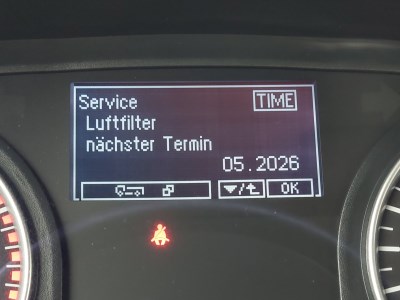 Service TIME
Luftfilter
nächster Termin
05.2026
/ OK